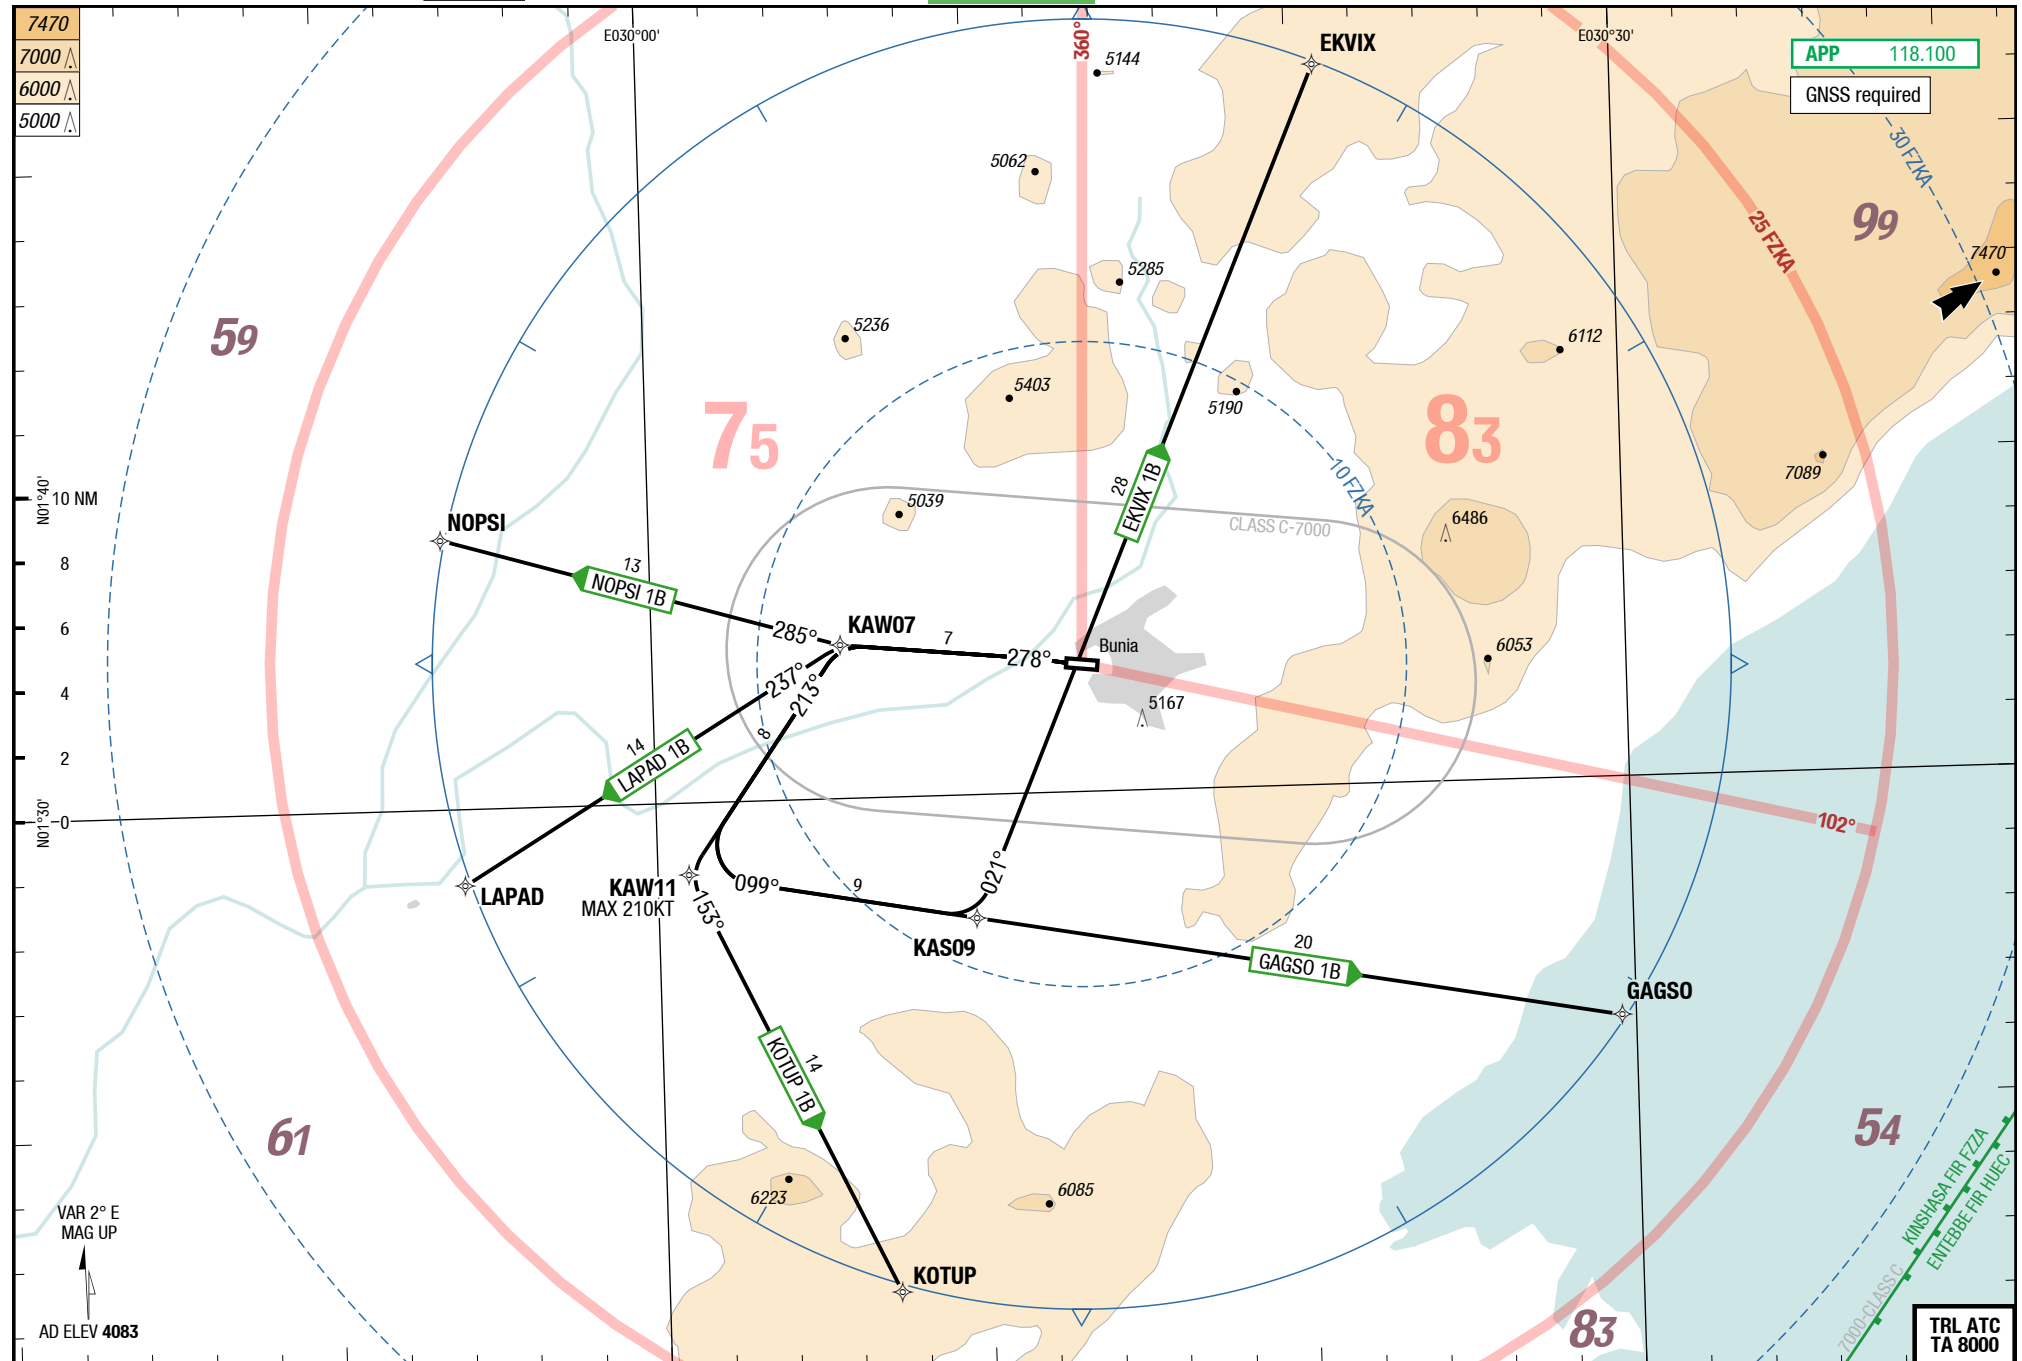 7470
7000
6000
5000
E030°00'
360°
5144
EKVIX
E030°30'
APP 118.100
GNSS required
30 FZKA
5062
99
25 FZKA
7470
5285
59
5236
6112
5403
5190
75
83
28
EKVIX 1B
10 FZKA
7089
N01°40'
10 NM
5039
CLASS C-7000
6486
NOPSI
8
13
NOPSI 1B
285°
KAW07
7
278°
Bunia
6
6053
237°
213°
4
5167
14
LAPAD 1B
8
2
N01°30'
0
102°
LAPAD
KAW11
MAX 210KT
099°
9
021°
153°
KAS09
20
GAGSO 1B
GAGSO
14
KOTUP 1B
61
54
6223
6085
KINSHASA FIR FZZA
ENTEBBE FIR HUEC
7000-CLASS C
VAR 2° E
MAG UP
KOTUP
AD ELEV 4083
83
TRL ATC
TA 8000